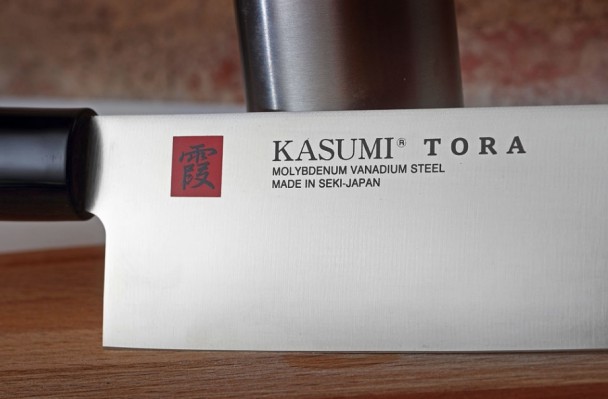 霞
KASUMI® TORA
MOLYBDENUM VANADIUM STEEL
MADE IN SEKI-JAPAN